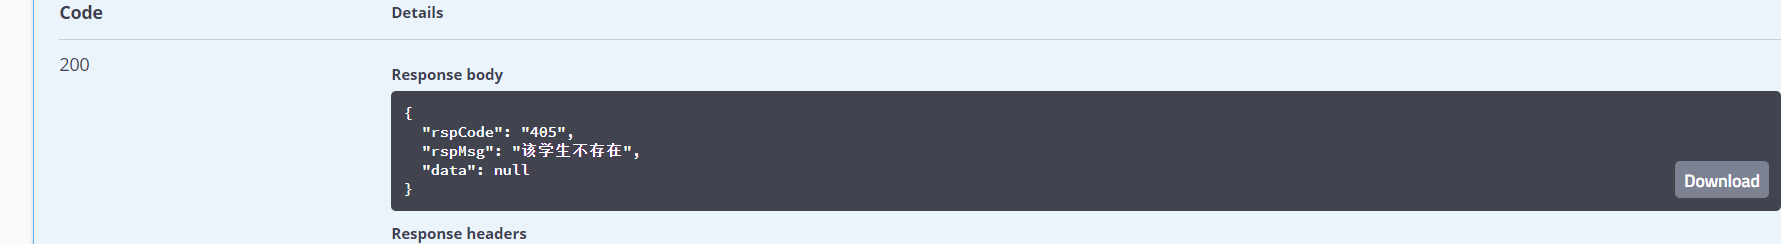 Code Details
200
Response body
{
"rspCode": "405",
"rspMsg": "该学生不存在",
"data": null
}
Download
Response headers